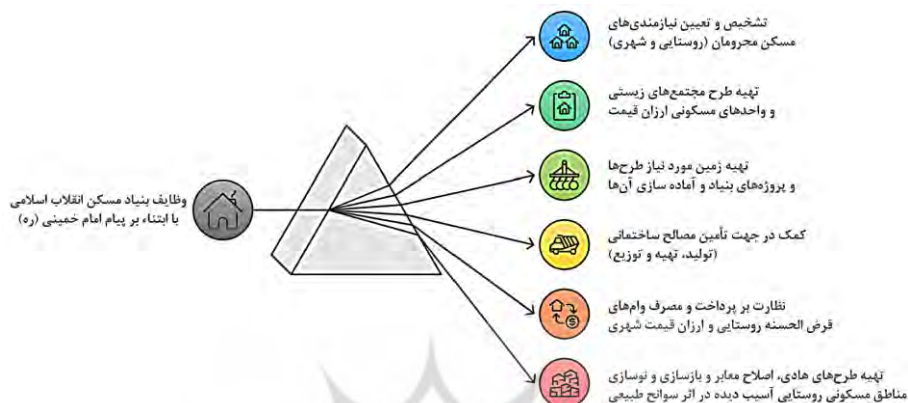 تشخیص و تعیین نیازمندی‌های
مسکن محرومان (روستایی و شهری)
تهیه طرح مجتمع‌های زیستی
و واحدهای مسکونی ارزان قیمت
تهیه زمین مورد نیاز طرح‌ها
و پروژه‌های بنیاد و آماده سازی آن‌ها
وظایف بنیاد مسکن انقلاب اسلامی
با ابتناء بر پیام امام خمینی (ره)
کمک در جهت تأمین مصالح ساختمانی
(تولید، تهیه و توزیع)
نظارت بر پرداخت و مصرف وام‌های
قرض الحسنه روستایی و ارزان قیمت شهری
تهیه طرح‌های هادی، اصلاح معابر و بازسازی و نوسازی
مناطق مسکونی روستایی آسیب دیده در اثر سوانح طبیعی